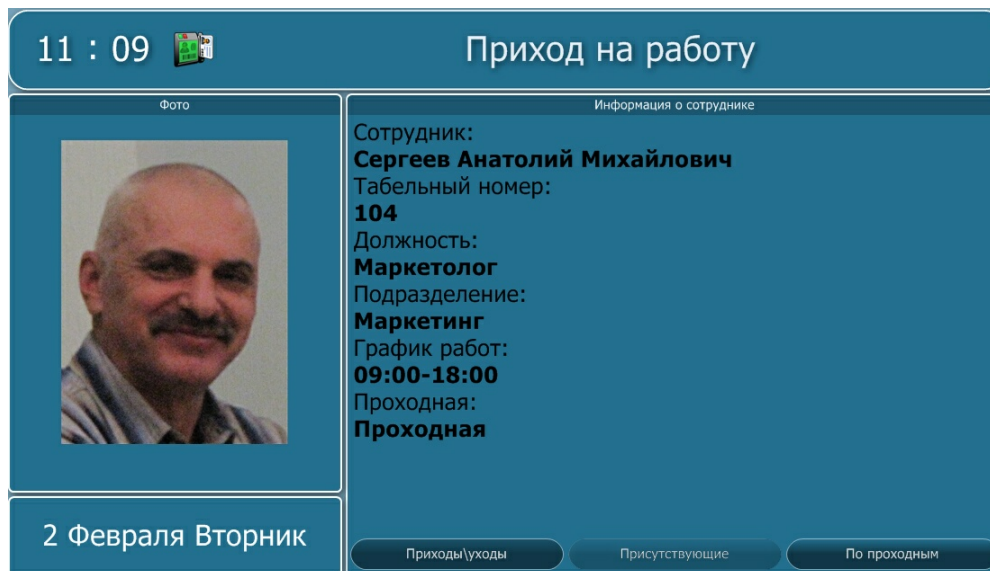 11 : 09
Приход на работу
Фото
Информация о сотруднике
Сотрудник:
Сергеев Анатолий Михайлович
Табельный номер:
104
Должность:
Маркетолог
Подразделение:
Маркетинг
График работ:
09:00-18:00
Проходная:
Проходная
2 Февраля Вторник
Приходы\уходы
Присутствующие
По проходным